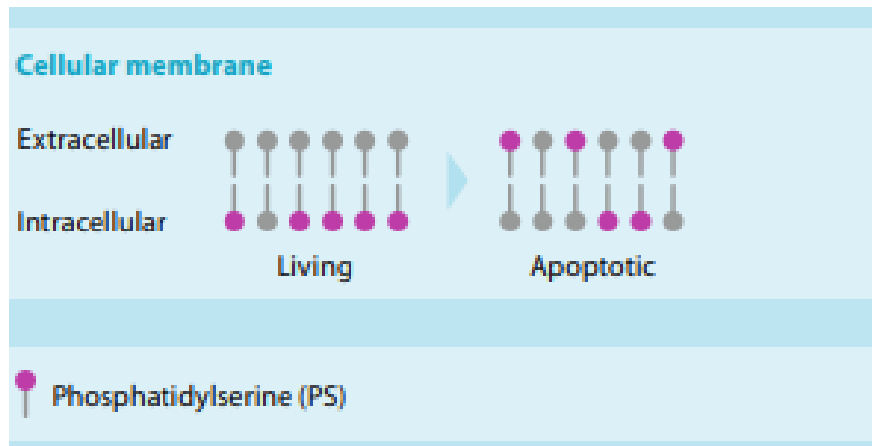 Cellular membrane
Extracellular
Intracellular
Living Apoptotic
Phosphatidylserine (PS)